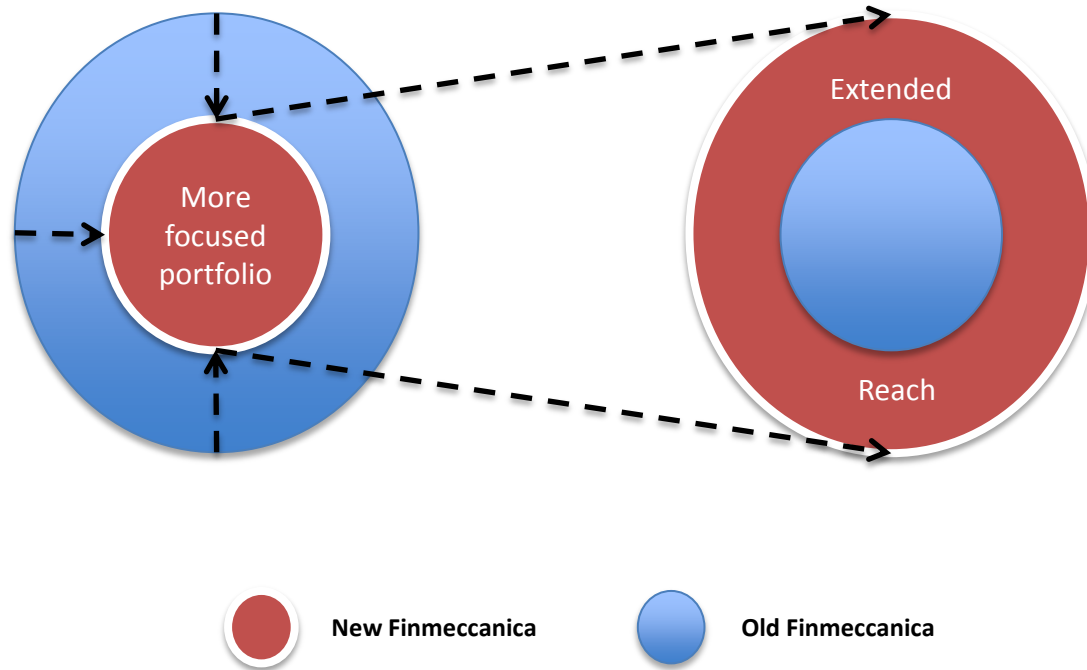 Extended
More
focused
portfolio
Reach
New Finmeccanica
Old Finmeccanica